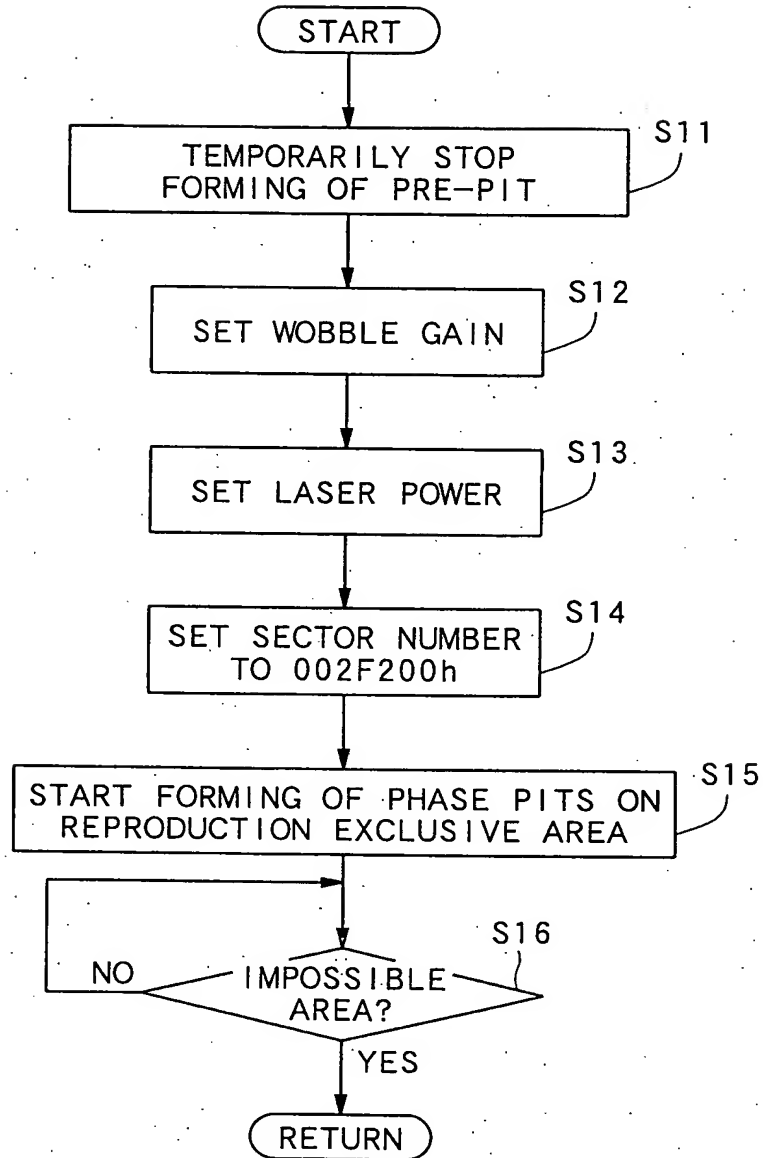 START
S11
TEMPORARILY STOP
FORMING OF PRE-PIT
S12
SET WOBBLE GAIN
S13
SET LASER POWER
S14
SET SECTOR NUMBER
TO 002F200h
S15
START FORMING OF PHASE PITS ON
REPRODUCTION EXCLUSIVE AREA
S16
NO
IMPOSSIBLE
AREA?
YES
RETURN